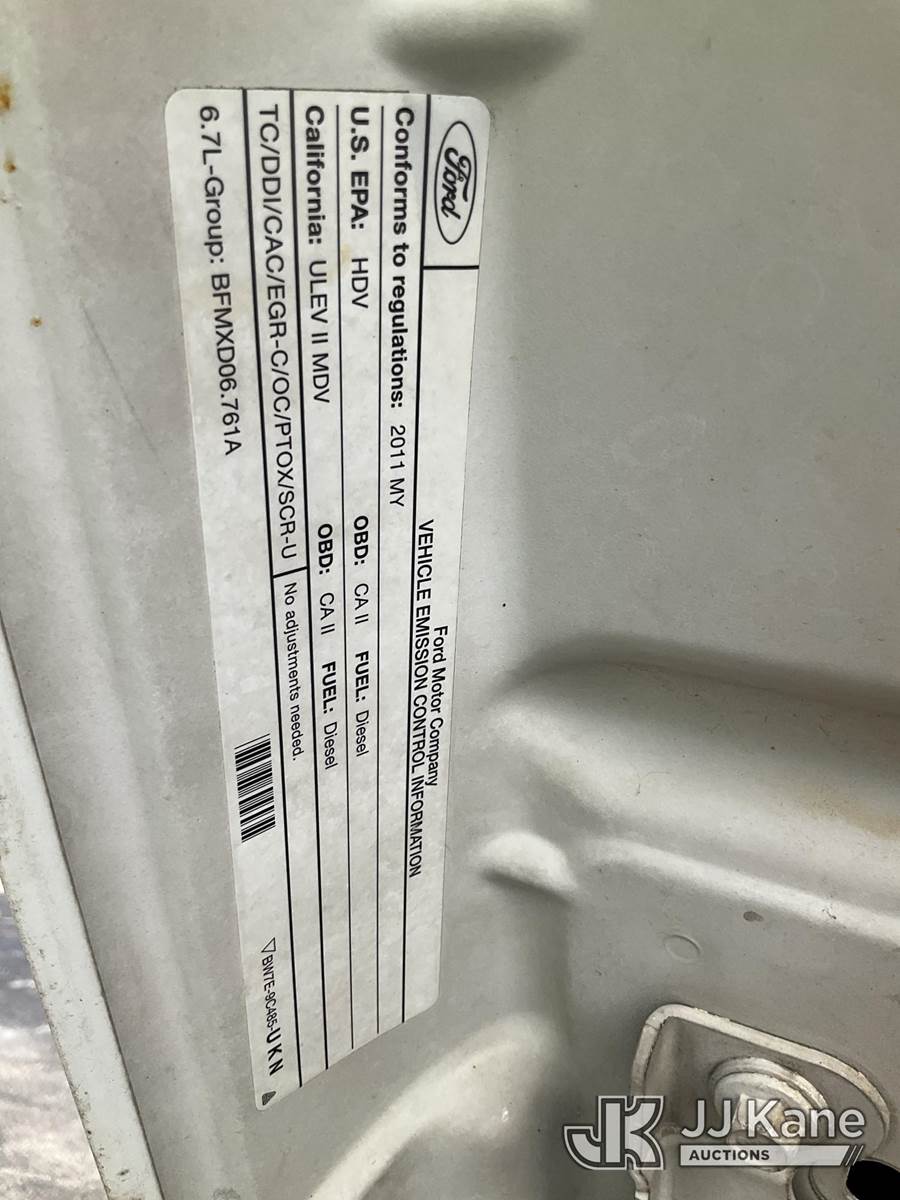 Ford
Ford Motor Company
VEHICLE EMISSION CONTROL INFORMATION
Conforms to regulations: 2011 MY
U.S. EPA: HDV OBD: CA II FUEL: Diesel
California: ULEV II MDV OBD: CA II FUEL: Diesel
TC/DDI/CAC/EGR-C/OC/PTOX/SCR-U No adjustments needed.
6.7L-Group: BFMXD06.761A
BW7E-9C485-UKN
JK JJ Kane
AUCTIONS